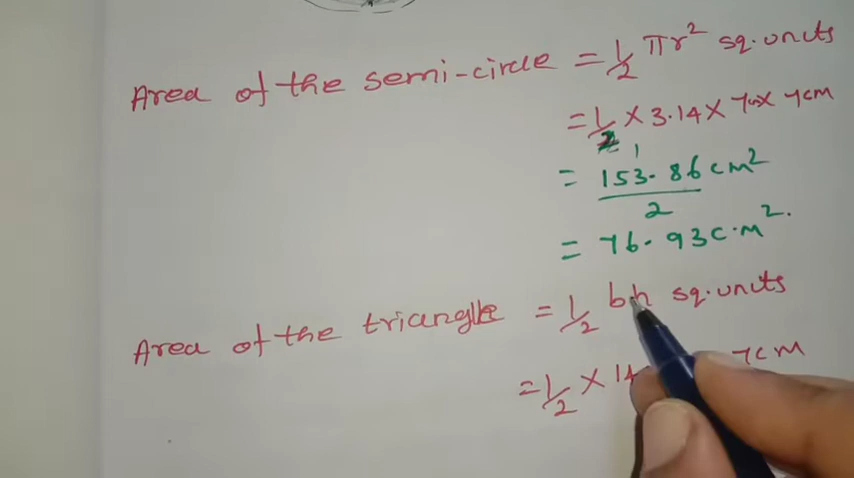 Area of the semi-circle = 1/2 πr² sq.units
= 1/2 × 3.14 × 7cm × 7cm
= 153.86 cm² / 2
= 76.93 c.m².
Area of the triangle = 1/2 bh sq.units
= 1/2 × 14 7cm